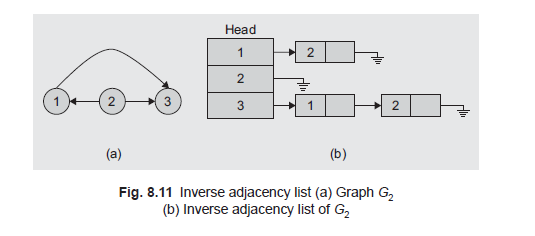 Head
1 2
2
1 2 3 3 1 2
(a) (b)
Fig. 8.11 Inverse adjacency list (a) Graph G₂
(b) Inverse adjacency list of G₂